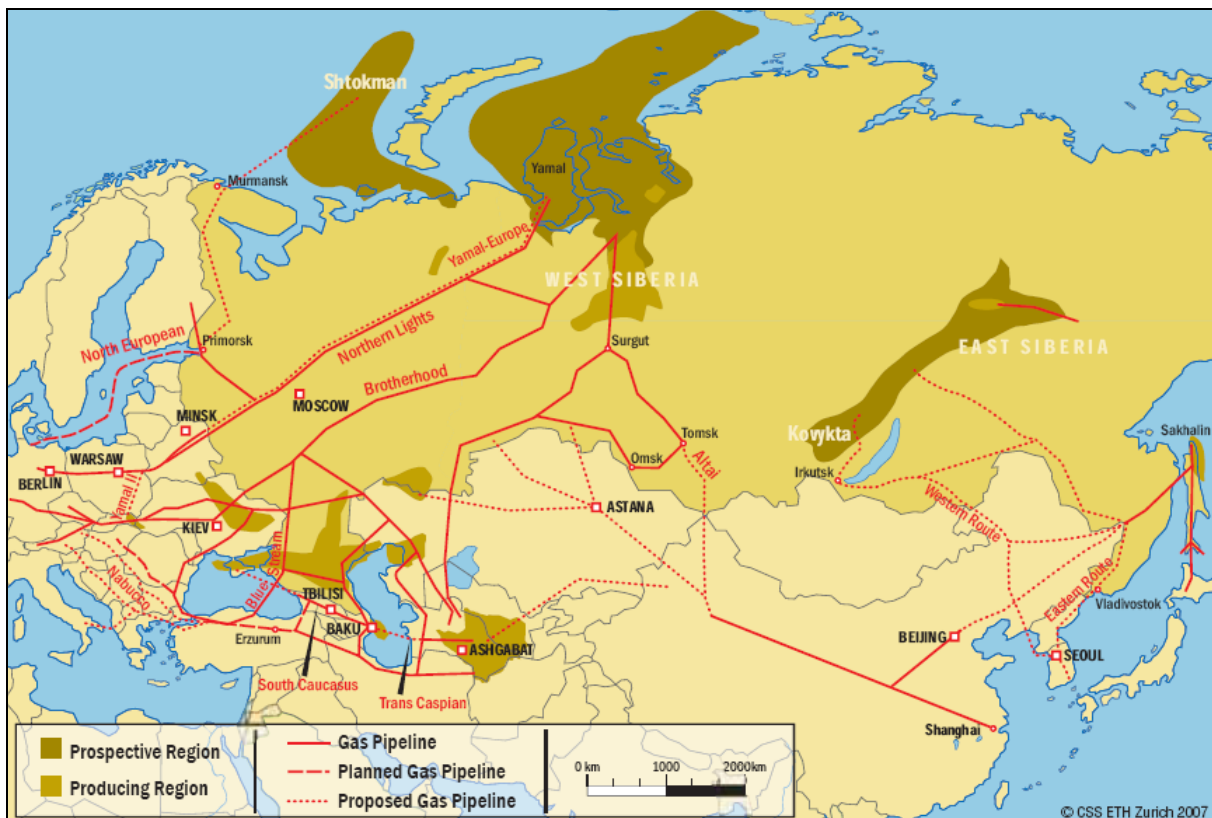 Shtokman
Murmansk
Yamal
Yamal-Europe
WEST SIBERIA
North European
Primorsk
Northern Lights
Surgut
EAST SIBERIA
Brotherhood
MOSCOW
MINSK
Kovykta
Sakhalin
Tomsk
WARSAW
BERLIN
Omsk
Altai
Irkutsk
Yamal II
Western Route
KIEV
ASTANA
Blue Stream
Nabucco
TBILISI
Eastern Route
Vladivostok
Erzurum
BAKU
ASHGABAT
BEIJING
SEOUL
South Caucasus
Trans Caspian
Shanghai
Prospective Region
Producing Region
Gas Pipeline
Planned Gas Pipeline
Proposed Gas Pipeline
0 km 1000 2000km
© CSS ETH Zurich 2007